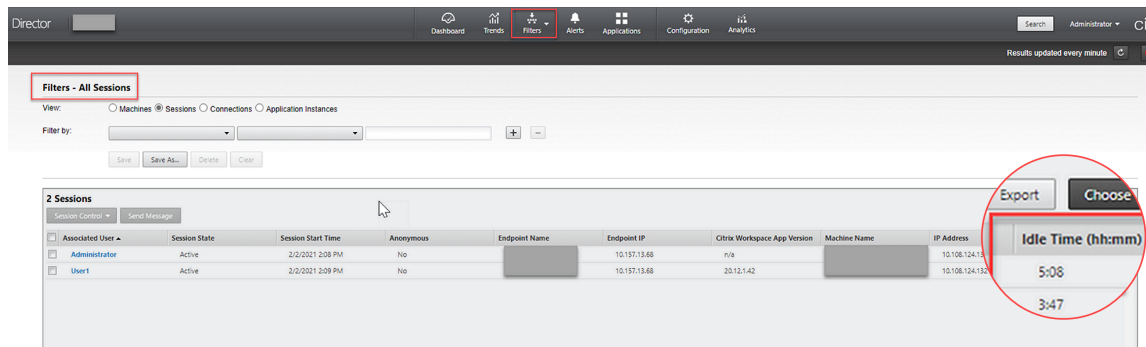 Director
Dashboard Trends Filters Alerts Applications Configuration Analytics
Search Administrator
Results updated every minute
Filters - All Sessions
View: Machines Sessions Connections Application Instances
Filter by:
Save Save As... Delete Clear
2 Sessions
Session Control Send Message
Export Choose
Associated User Session State Session Start Time Anonymous Endpoint Name Endpoint IP Citrix Workspace App Version Machine Name IP Address Idle Time (hh:mm)
Administrator Active 2/2/2021 2:08 PM No 10.157.13.68 n/a 5:08
User1 Active 2/2/2021 2:09 PM No 10.157.13.68 20.12.1.42 3:47